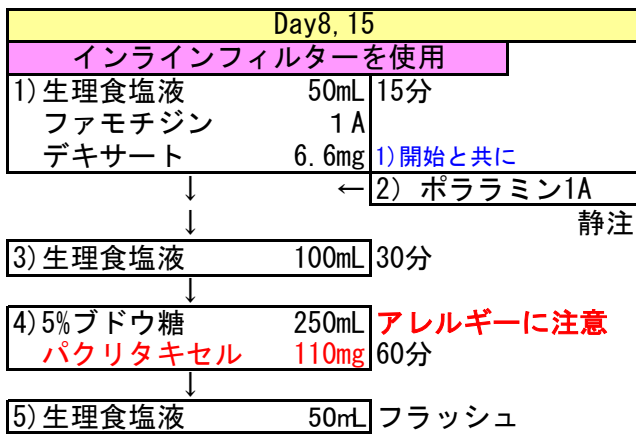 Day8,15
インラインフィルターを使用
1)生理食塩液 50mL 15分
ファモチジン 1A
デキサート 6.6mg 1)開始と共に
↓ ← 2) ポララミン1A
↓ 静注
3)生理食塩液 100mL 30分
↓
4)5%ブドウ糖 250mL アレルギーに注意
パクリタキセル 110mg 60分
↓
5)生理食塩液 50mL フラッシュ